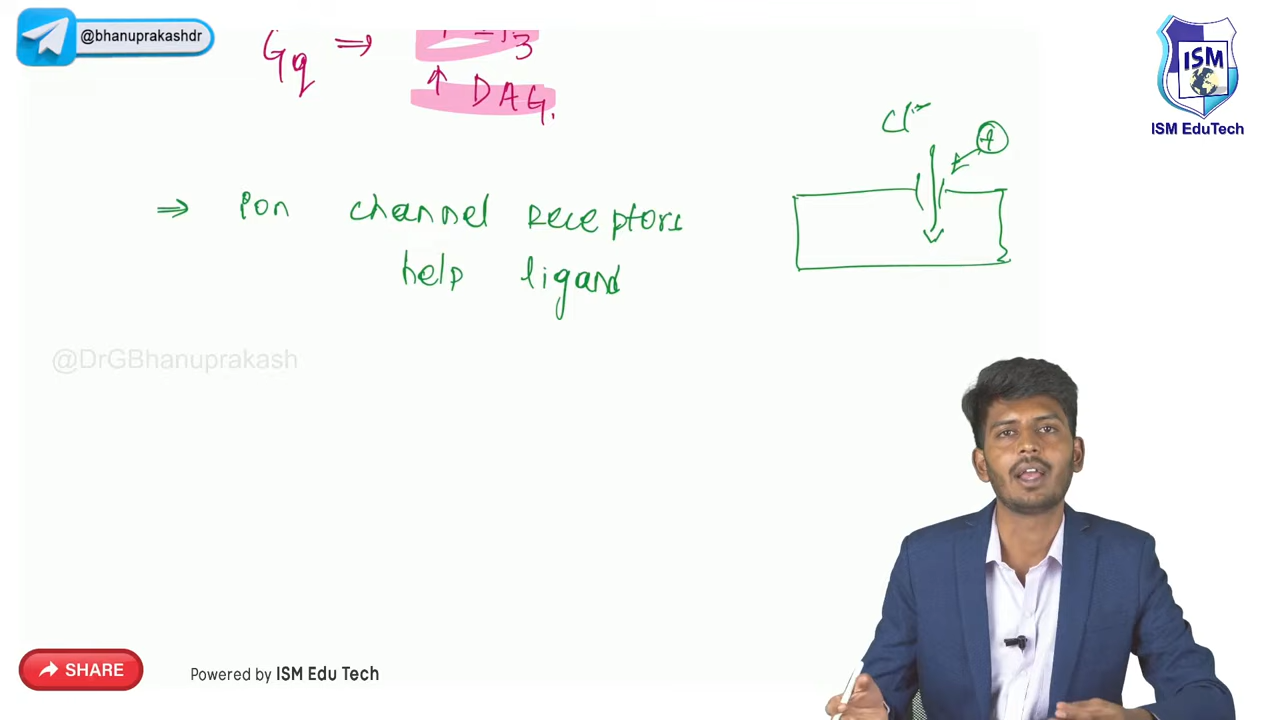 @bhanuprakashdr
ISM
ISM EduTech
Gq ⇒
3
↑ DAG.
Cl-
⇒ Ion channel receptors
help ligand
@DrGBhanuprakash
SHARE
Powered by ISM Edu Tech